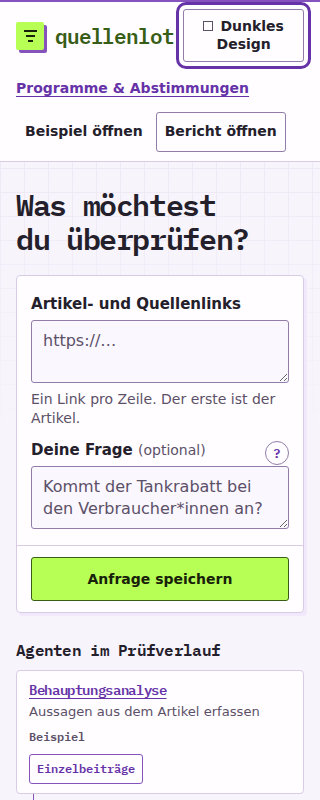 quellenlot
Dunkles
Design
Programme & Abstimmungen
Beispiel öffnen
Bericht öffnen
Was möchtest
du überprüfen?
Artikel- und Quellenlinks
https://…
Ein Link pro Zeile. Der erste ist der
Artikel.
Deine Frage (optional)
?
Kommt der Tankrabatt bei
den Verbraucher*innen an?
Anfrage speichern
Agenten im Prüfverlauf
Behauptungsanalyse
Aussagen aus dem Artikel erfassen
Beispiel
Einzelbeiträge